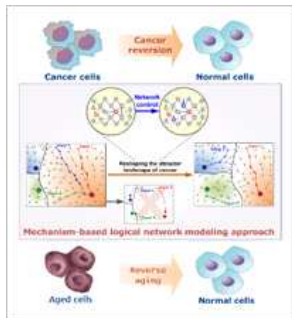 Cancer
reversion
Cancer cells
Normal cells
Network
control
Reshaping the attractor
landscape of cancer
Mechanism-based logical network modeling approach
Reverse
aging
Aged cells
Normal cells